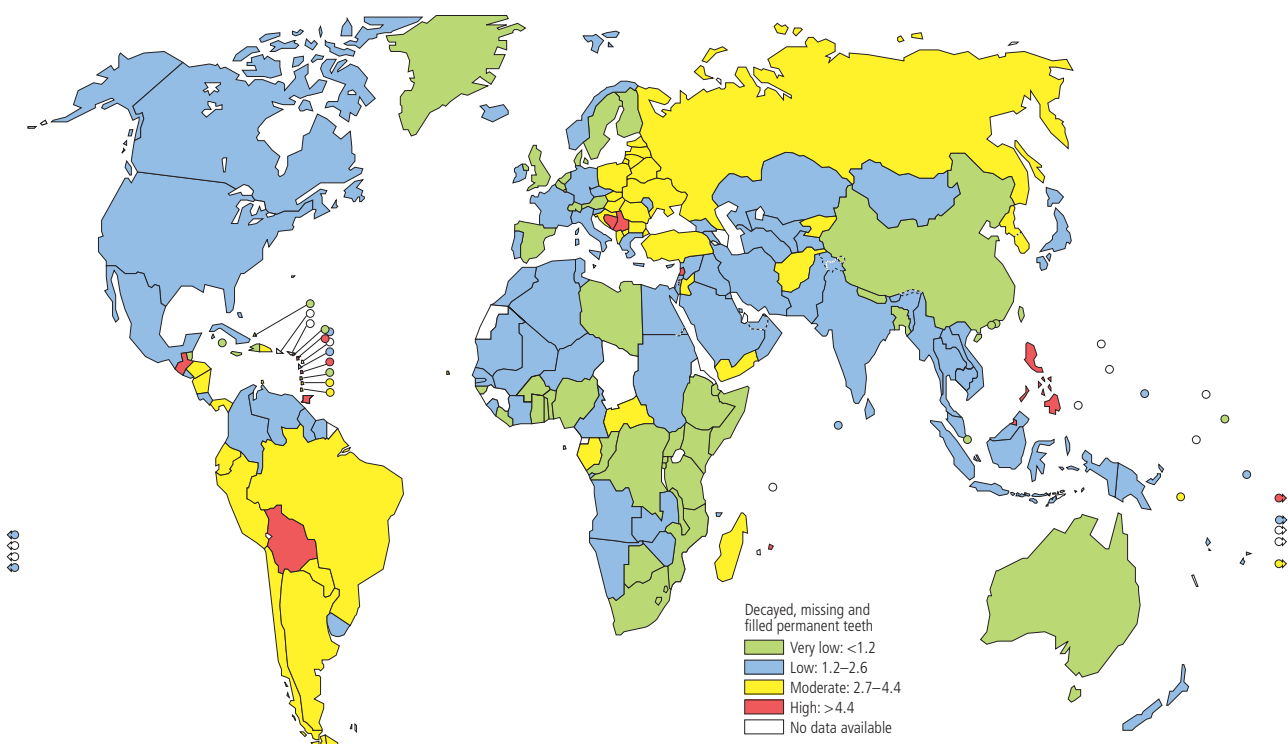 Decayed, missing and
filled permanent teeth
Very low: <1.2
Low: 1.2–2.6
Moderate: 2.7–4.4
High: >4.4
No data available